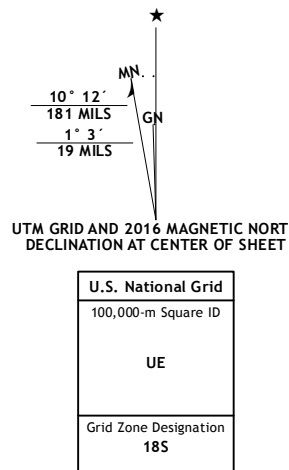 ★
MN
10° 12´
181 MILS
GN
1° 3´
19 MILS
UTM GRID AND 2016 MAGNETIC NORT
DECLINATION AT CENTER OF SHEET
U.S. National Grid
100,000-m Square ID
UE
Grid Zone Designation
18S